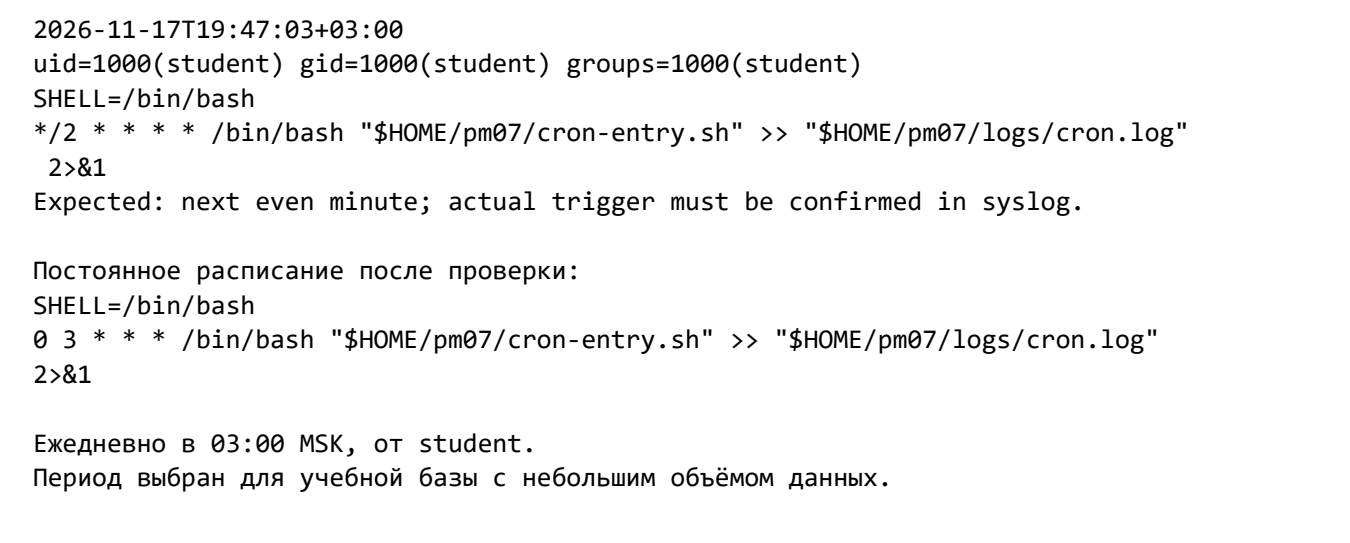 2026-11-17T19:47:03+03:00
uid=1000(student) gid=1000(student) groups=1000(student)
SHELL=/bin/bash
*/2 * * * * /bin/bash "$HOME/pm07/cron-entry.sh" >> "$HOME/pm07/logs/cron.log"
 2>&1
Expected: next even minute; actual trigger must be confirmed in syslog.

Постоянное расписание после проверки:
SHELL=/bin/bash
0 3 * * * /bin/bash "$HOME/pm07/cron-entry.sh" >> "$HOME/pm07/logs/cron.log"
2>&1

Ежедневно в 03:00 MSK, от student.
Период выбран для учебной базы с небольшим объёмом данных.